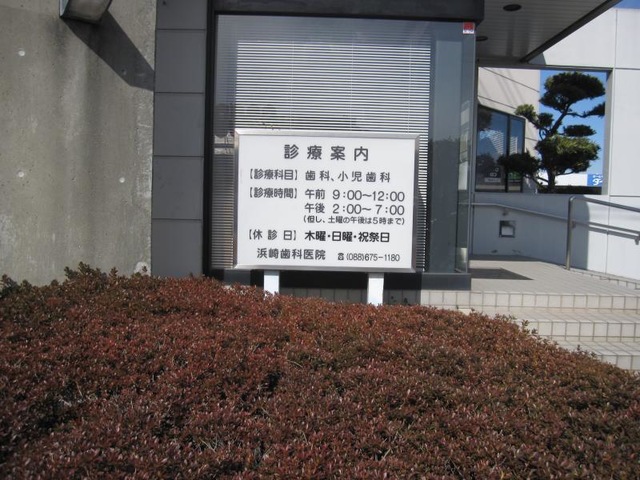 診療案内
【診療科目】歯科、小児歯科
【診療時間】午前 9:00〜12:00
午後 2:00〜7:00
(但し、土曜の午後は5時まで)
【休診日】木曜・日曜・祝祭日
浜崎歯科医院 ☎(088)675-1180